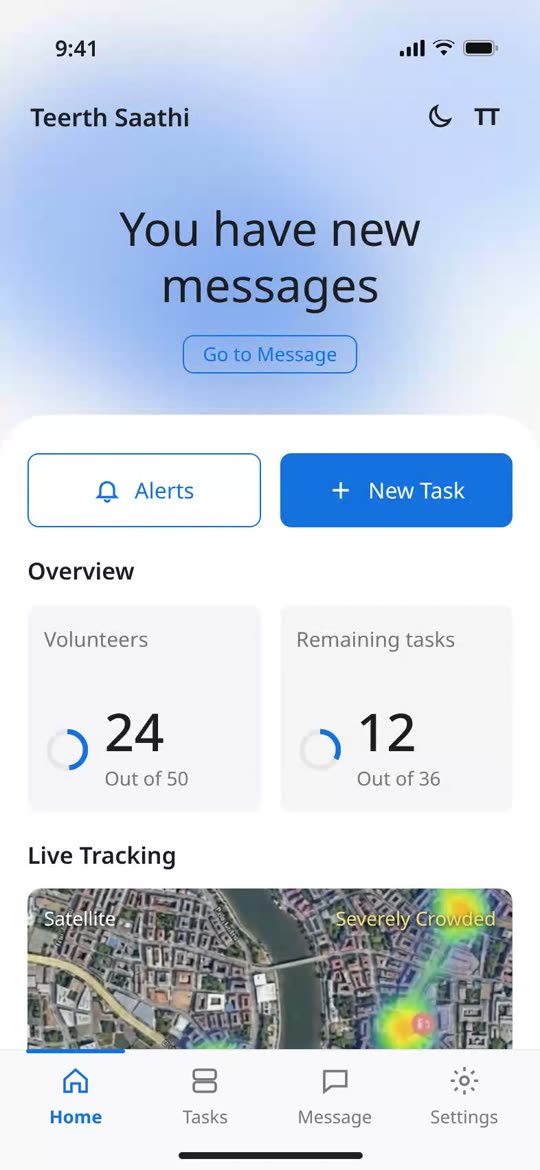 9:41
Teerth Saathi
TT
You have new
messages
Go to Message
Alerts
New Task
Overview
Volunteers
24
Out of 50
Remaining tasks
12
Out of 36
Live Tracking
Satellite
Severely Crowded
Home
Tasks
Message
Settings